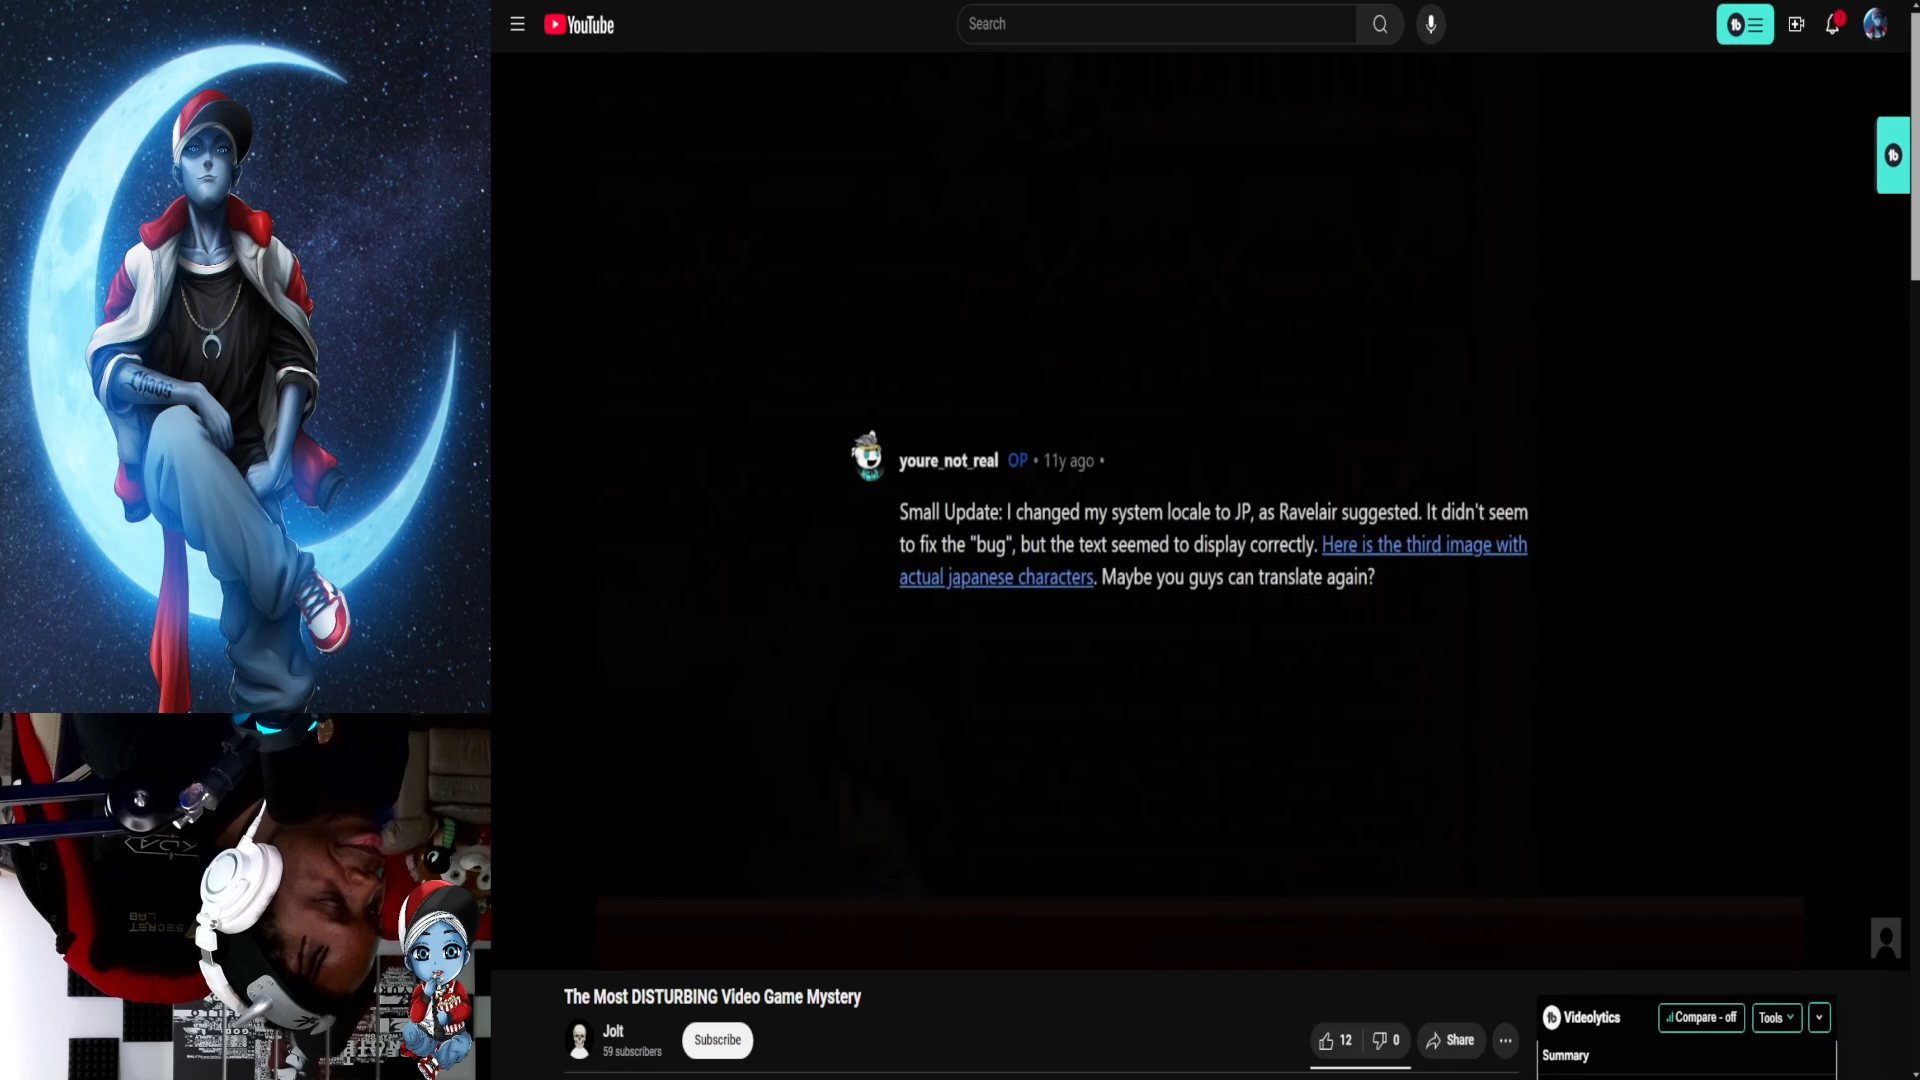 YouTube
Search
Chaos
youre_not_real OP • 11y ago •
Small Update: I changed my system locale to JP, as Ravelair suggested. It didn't seem
to fix the "bug", but the text seemed to display correctly. Here is the third image with
actual japanese characters. Maybe you guys can translate again?
SECRET
LAB
The Most DISTURBING Video Game Mystery
Jolt
59 subscribers
Subscribe
12
0
Share
Videolytics
Compare - off
Tools
Summary